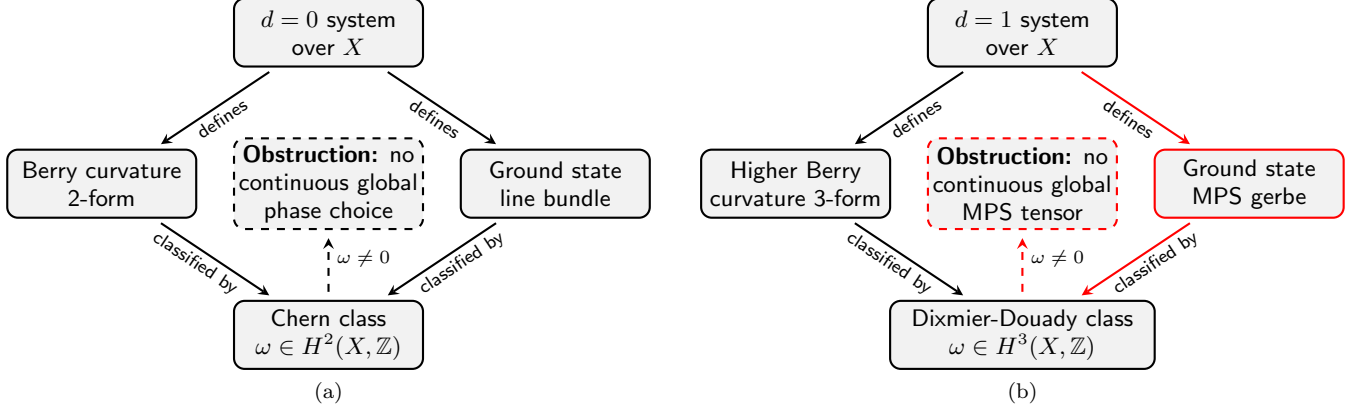 d = 0 system
over X
defines
defines
Berry curvature
2-form
Obstruction: no
continuous global
phase choice
Ground state
line bundle
classified by
ω ≠ 0
classified by
Chern class
ω ∈ H²(X, ℤ)
(a)
d = 1 system
over X
defines
defines
Higher Berry
curvature 3-form
Obstruction: no
continuous global
MPS tensor
Ground state
MPS gerbe
classified by
ω ≠ 0
classified by
Dixmier-Douady class
ω ∈ H³(X, ℤ)
(b)